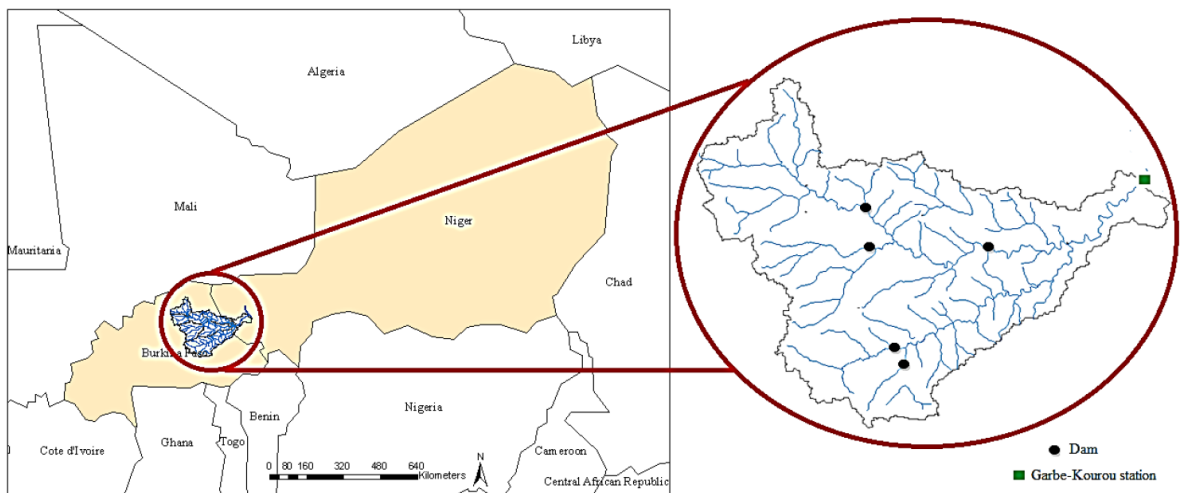 Libya
Algeria
Mali
Niger
Mauritania
Chad
Burkina Faso
Benin
Nigeria
Cote d'Ivoire
Ghana
Togo
Cameroon
Central African Republic
N
0 80 160 320 480 640
Kilometers
Dam
Garbe-Kourou station